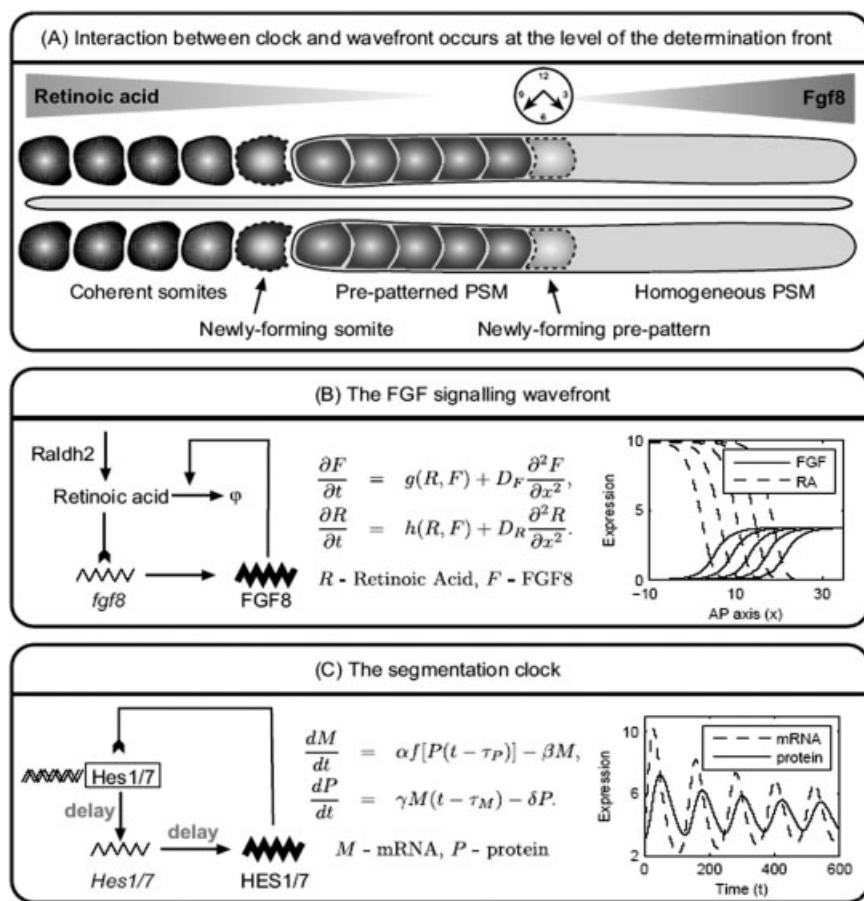 (A) Interaction between clock and wavefront occurs at the level of the determination front
Retinoic acid
12
9 3
6
Fgf8
Coherent somites
Pre-patterned PSM
Homogeneous PSM
Newly-forming somite
Newly-forming pre-pattern
(B) The FGF signalling wavefront
Raldh2
Retinoic acid
φ
fgf8
FGF8
∂F/∂t = g(R, F) + D_F ∂²F/∂x²,
∂R/∂t = h(R, F) + D_R ∂²R/∂x².
R - Retinoic Acid, F - FGF8
Expression
10
5
0
-10
10
30
AP axis (x)
FGF
RA
(C) The segmentation clock
Hes1/7
delay
delay
Hes1/7
HES1/7
dM/dt = αf[P(t − τ_P)] − βM,
dP/dt = γM(t − τ_M) − δP.
M - mRNA, P - protein
Expression
10
6
2
0 200 400 600
Time (t)
mRNA
protein